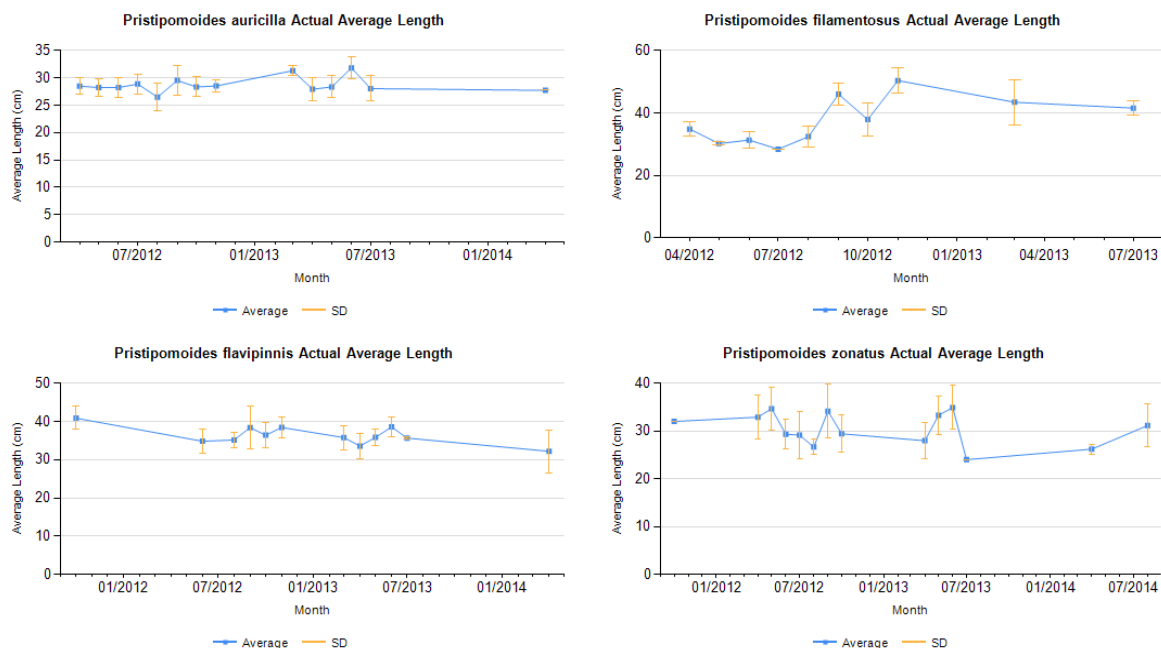 Pristipomoides auricilla Actual Average Length
Average Length (cm)
35
30
25
20
15
10
5
0
07/2012 01/2013 07/2013 01/2014
Month
Average SD
Pristipomoides filamentosus Actual Average Length
Average Length (cm)
60
40
20
0
04/2012 07/2012 10/2012 01/2013 04/2013 07/2013
Month
Average SD
Pristipomoides flavipinnis Actual Average Length
Average Length (cm)
50
40
30
20
10
0
01/2012 07/2012 01/2013 07/2013 01/2014
Month
Average SD
Pristipomoides zonatus Actual Average Length
Average Length (cm)
40
30
20
10
0
01/2012 07/2012 01/2013 07/2013 01/2014 07/2014
Month
Average SD